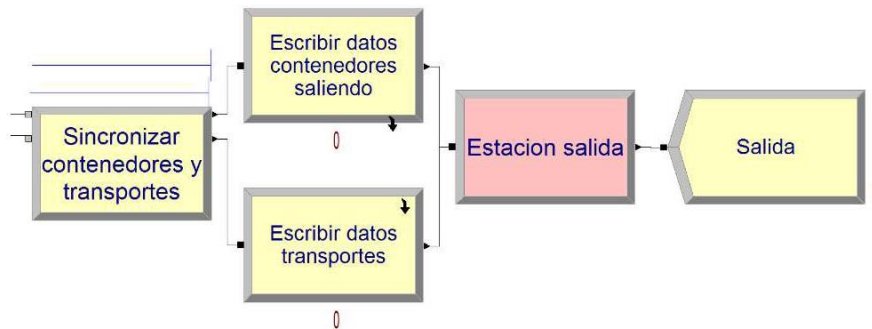 Sincronizar
contenedores y
transportes
Escribir datos
contenedores
saliendo
0
Escribir datos
transportes
0
Estacion salida
Salida